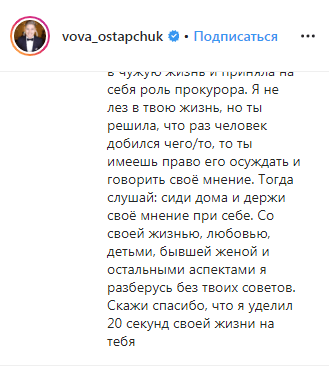 vova_ostapchuk • Подписаться
в чужую жизнь и приняла на
себя роль прокурора. Я не
лез в твою жизнь, но ты
решила, что раз человек
добился чего/то, то ты
имеешь право его осуждать и
говорить своё мнение. Тогда
слушай: сиди дома и держи
своё мнение при себе. Со
своей жизнью, любовью,
детьми, бывшей женой и
остальными аспектами я
разберусь без твоих советов.
Скажи спасибо, что я уделил
20 секунд своей жизни на
тебя